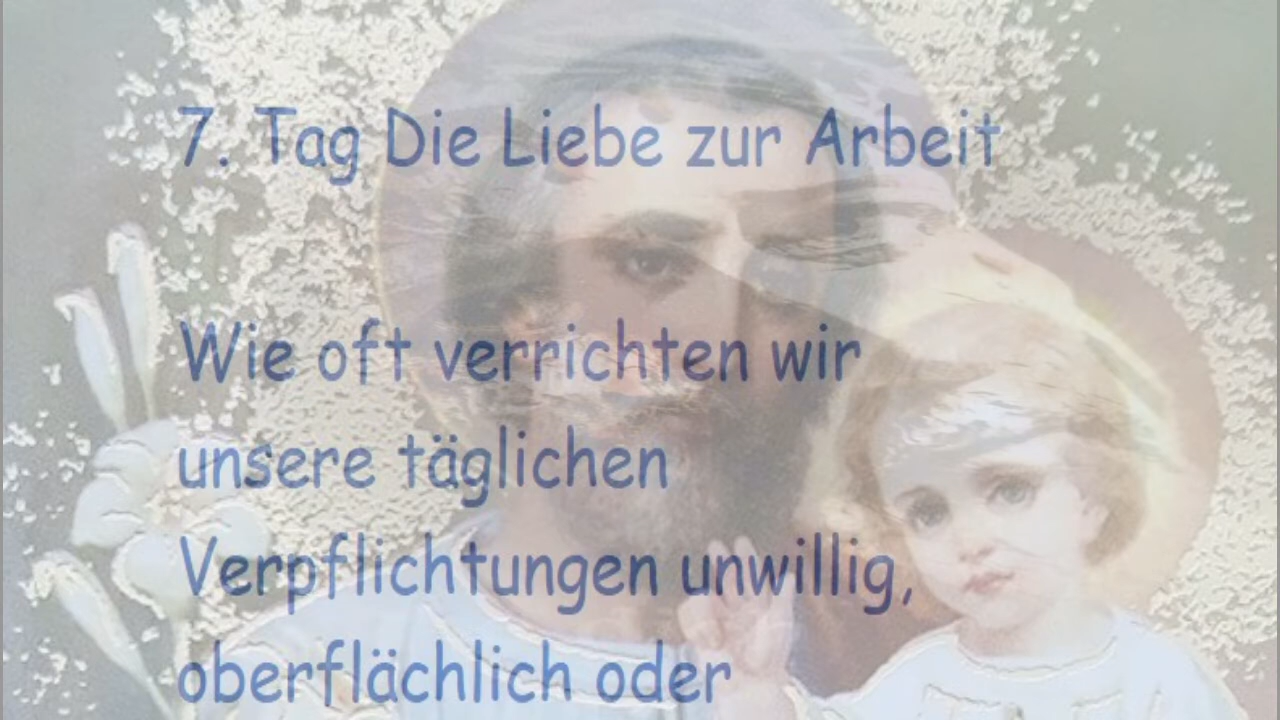 7. Tag Die Liebe zur Arbeit
Wie oft verrichten wir
unsere täglichen
Verpflichtungen unwillig,
oberflächlich oder